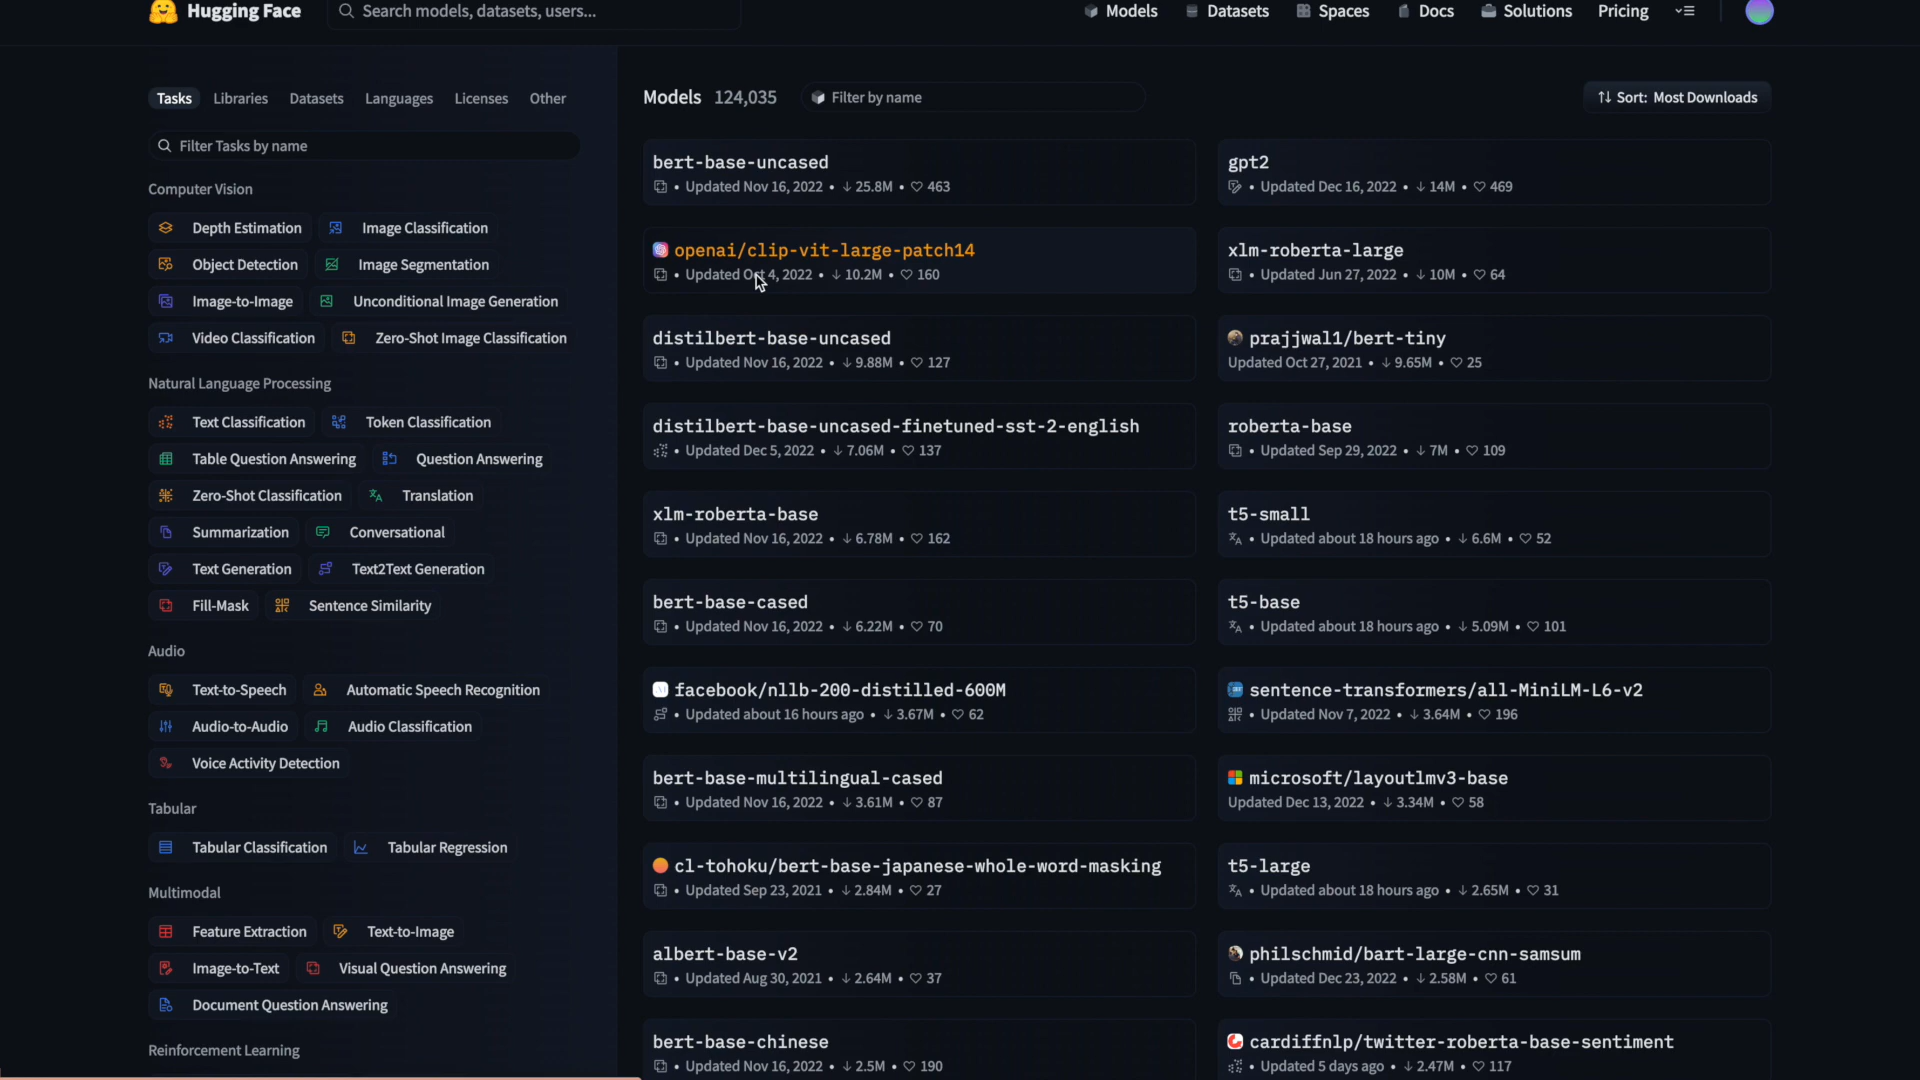 Hugging Face
Search models, datasets, users...
Models Datasets Spaces Docs Solutions Pricing
Tasks Libraries Datasets Languages Licenses Other
Filter Tasks by name
Computer Vision
Depth Estimation Image Classification
Object Detection Image Segmentation
Image-to-Image Unconditional Image Generation
Video Classification Zero-Shot Image Classification
Natural Language Processing
Text Classification Token Classification
Table Question Answering Question Answering
Zero-Shot Classification Translation
Summarization Conversational
Text Generation Text2Text Generation
Fill-Mask Sentence Similarity
Audio
Text-to-Speech Automatic Speech Recognition
Audio-to-Audio Audio Classification
Voice Activity Detection
Tabular
Tabular Classification Tabular Regression
Multimodal
Feature Extraction Text-to-Image
Image-to-Text Visual Question Answering
Document Question Answering
Reinforcement Learning
Models 124,035 Filter by name
↑↓ Sort: Most Downloads
bert-base-uncased
• Updated Nov 16, 2022 • ↓ 25.8M • ♡ 463
gpt2
• Updated Dec 16, 2022 • ↓ 14M • ♡ 469
openai/clip-vit-large-patch14
• Updated Oct 4, 2022 • ↓ 10.2M • ♡ 160
xlm-roberta-large
• Updated Jun 27, 2022 • ↓ 10M • ♡ 64
distilbert-base-uncased
• Updated Nov 16, 2022 • ↓ 9.88M • ♡ 127
prajjwal1/bert-tiny
Updated Oct 27, 2021 • ↓ 9.65M • ♡ 25
distilbert-base-uncased-finetuned-sst-2-english
• Updated Dec 5, 2022 • ↓ 7.06M • ♡ 137
roberta-base
• Updated Sep 29, 2022 • ↓ 7M • ♡ 109
xlm-roberta-base
• Updated Nov 16, 2022 • ↓ 6.78M • ♡ 162
t5-small
• Updated about 18 hours ago • ↓ 6.6M • ♡ 52
bert-base-cased
• Updated Nov 16, 2022 • ↓ 6.22M • ♡ 70
t5-base
• Updated about 18 hours ago • ↓ 5.09M • ♡ 101
facebook/nllb-200-distilled-600M
• Updated about 16 hours ago • ↓ 3.67M • ♡ 62
sentence-transformers/all-MiniLM-L6-v2
• Updated Nov 7, 2022 • ↓ 3.64M • ♡ 196
bert-base-multilingual-cased
• Updated Nov 16, 2022 • ↓ 3.61M • ♡ 87
microsoft/layoutlmv3-base
Updated Dec 13, 2022 • ↓ 3.34M • ♡ 58
cl-tohoku/bert-base-japanese-whole-word-masking
• Updated Sep 23, 2021 • ↓ 2.84M • ♡ 27
t5-large
• Updated about 18 hours ago • ↓ 2.65M • ♡ 31
albert-base-v2
• Updated Aug 30, 2021 • ↓ 2.64M • ♡ 37
philschmid/bart-large-cnn-samsum
• Updated Dec 23, 2022 • ↓ 2.58M • ♡ 61
bert-base-chinese
• Updated Nov 16, 2022 • ↓ 2.5M • ♡ 190
cardiffnlp/twitter-roberta-base-sentiment
• Updated 5 days ago • ↓ 2.47M • ♡ 117